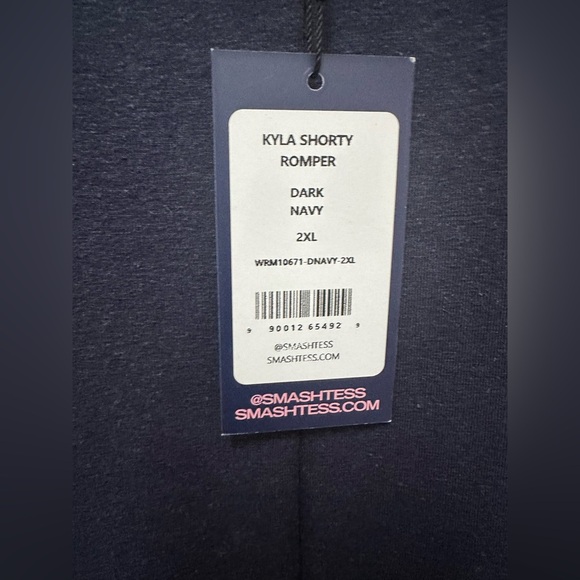 KYLA SHORTY
ROMPER
DARK
NAVY
2XL
WRM10671-DNAVY-2XL
9 90012 65492 9
@SMASHTESS
SMASHTESS.COM
@SMASHTESS
SMASHTESS.COM